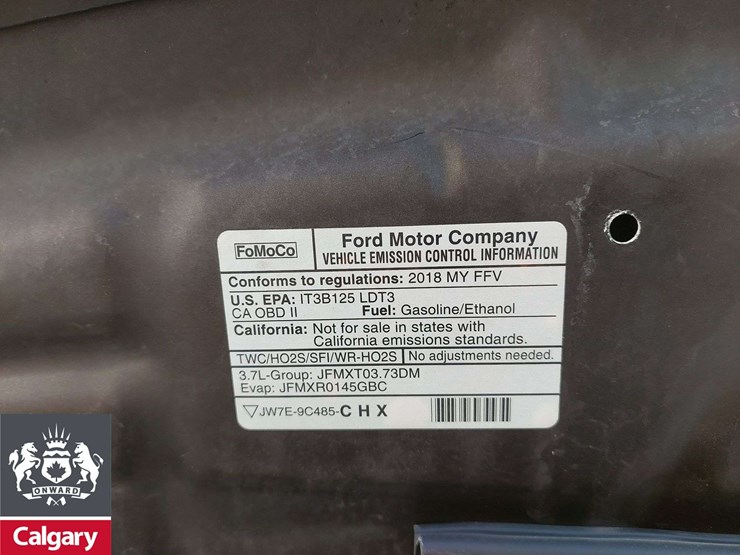 FoMoCo
Ford Motor Company
VEHICLE EMISSION CONTROL INFORMATION
Conforms to regulations: 2018 MY FFV
U.S. EPA: IT3B125 LDT3
CA OBD II Fuel: Gasoline/Ethanol
California: Not for sale in states with
California emissions standards.
TWC/HO2S/SFI/WR-HO2S No adjustments needed.
3.7L-Group: JFMXT03.73DM
Evap: JFMXR0145GBC
JW7E-9C485-C H X
ONWARD
Calgary